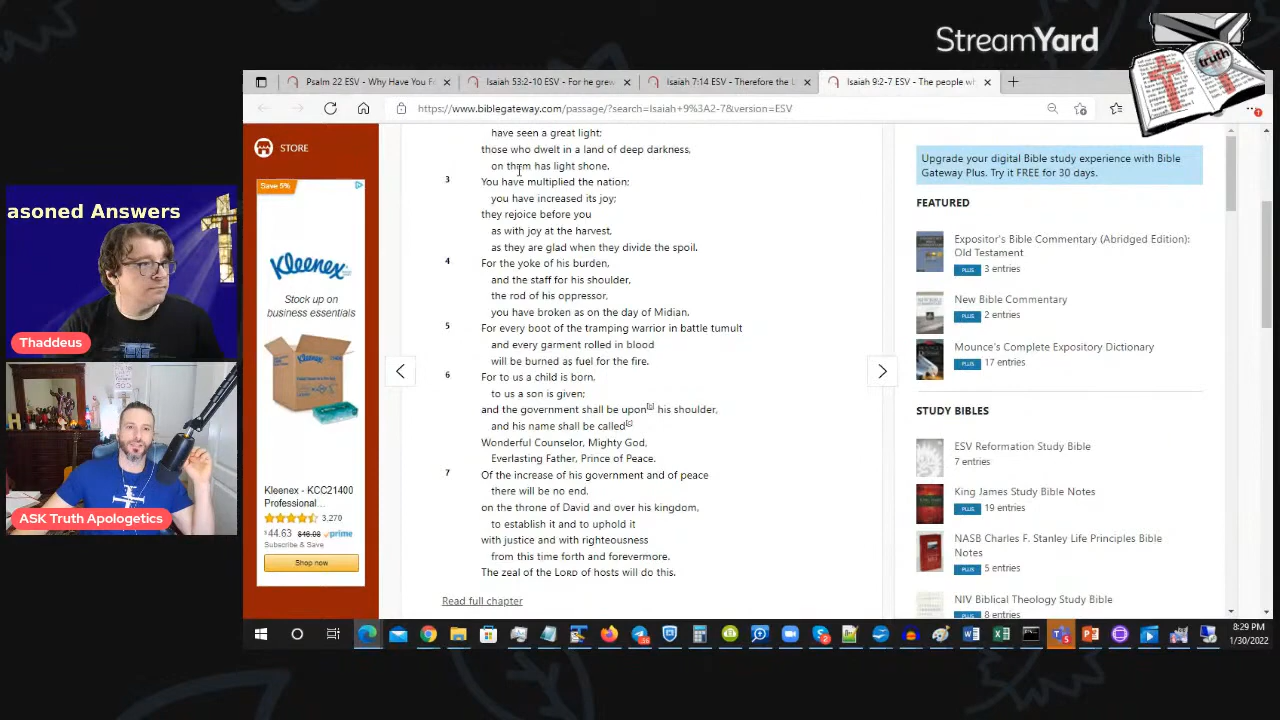 StreamYard
truth
Psalm 22 ESV - Why Have You F
Isaiah 53:2-10 ESV - For he grew
Isaiah 7:14 ESV - Therefore the L
Isaiah 9:2-7 ESV - The people w
https://www.biblegateway.com/passage/?search=Isaiah+9%3A2-7&version=ESV
STORE
Save 5%
Kleenex
Stock up on
business essentials
Kleenex - KCC21400
Professional...
3,270
$44.63 $46.98 prime
Subscribe & Save
Shop now
asoned Answers
Thaddeus
ASK Truth Apologetics
have seen a great light;
those who dwelt in a land of deep darkness,
on them has light shone.
3 You have multiplied the nation;
you have increased its joy;
they rejoice before you
as with joy at the harvest,
as they are glad when they divide the spoil.
4 For the yoke of his burden,
and the staff for his shoulder,
the rod of his oppressor,
you have broken as on the day of Midian.
5 For every boot of the tramping warrior in battle tumult
and every garment rolled in blood
will be burned as fuel for the fire.
6 For to us a child is born,
to us a son is given;
and the government shall be upon[b] his shoulder,
and his name shall be called[c]
Wonderful Counselor, Mighty God,
Everlasting Father, Prince of Peace.
7 Of the increase of his government and of peace
there will be no end,
on the throne of David and over his kingdom,
to establish it and to uphold it
with justice and with righteousness
from this time forth and forevermore.
The zeal of the LORD of hosts will do this.
Read full chapter
Upgrade your digital Bible study experience with Bible
Gateway Plus. Try it FREE for 30 days.
FEATURED
Expositor's Bible Commentary (Abridged Edition):
Old Testament
PLUS 3 entries
New Bible Commentary
PLUS 2 entries
Mounce's Complete Expository Dictionary
PLUS 17 entries
STUDY BIBLES
ESV Reformation Study Bible
7 entries
King James Study Bible Notes
PLUS 19 entries
NASB Charles F. Stanley Life Principles Bible
Notes
PLUS 5 entries
NIV Biblical Theology Study Bible
PLUS 8 entries
8:29 PM
1/30/2022